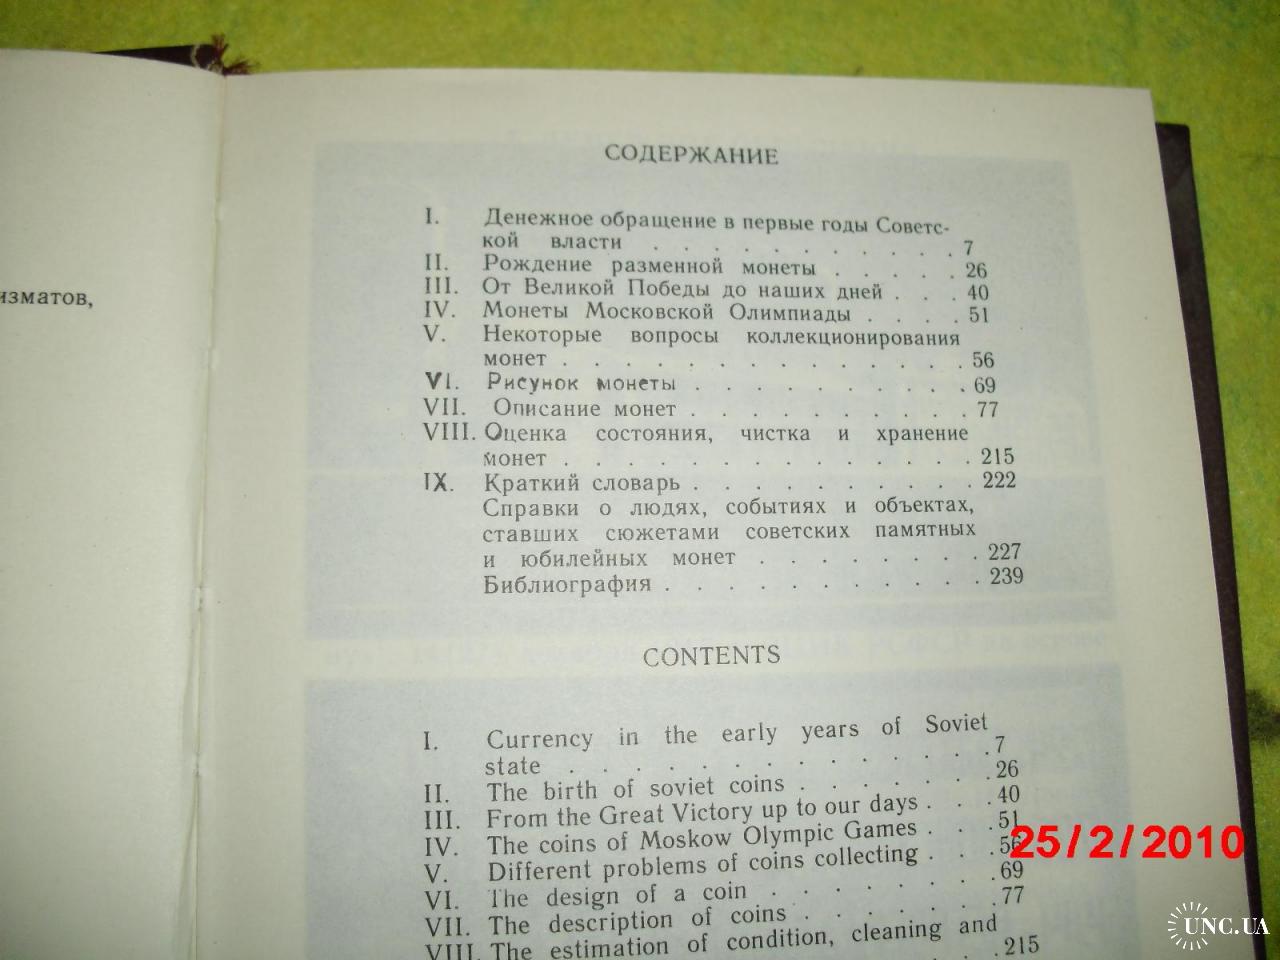 изматов,
СОДЕРЖАНИЕ
I. Денежное обращение в первые годы Советс-
кой власти . . . . . . . . . . 7
II. Рождение разменной монеты . . . . . 26
III. От Великой Победы до наших дней . . . 40
IV. Монеты Московской Олимпиады . . . . 51
V. Некоторые вопросы коллекционирования
монет . . . . . . . . . . . . . . 56
VI. Рисунок монеты . . . . . . . . . . 69
VII. Описание монет . . . . . . . . . . 77
VIII. Оценка состояния, чистка и хранение
монет . . . . . . . . . . . . . . 215
IX. Краткий словарь . . . . . . . . . . 222
Справки о людях, событиях и объектах,
ставших сюжетами советских памятных
и юбилейных монет . . . . . . . . 227
Библиография . . . . . . . . . . . 239
CONTENTS
I. Currency in the early years of Soviet
state . . . . . . . . . . . . . . 7
II. The birth of soviet coins . . . . . . . 26
III. From the Great Victory up to our days . . . 40
IV. The coins of Moskow Olympic Games . . . 51
V. Different problems of coins collecting . . . 56
VI. The design of a coin . . . . . . . . 69
VII. The description of coins . . . . . . . 77
VIII. The estimation of condition, cleaning and
. . 215
25/2/2010
UNC.UA